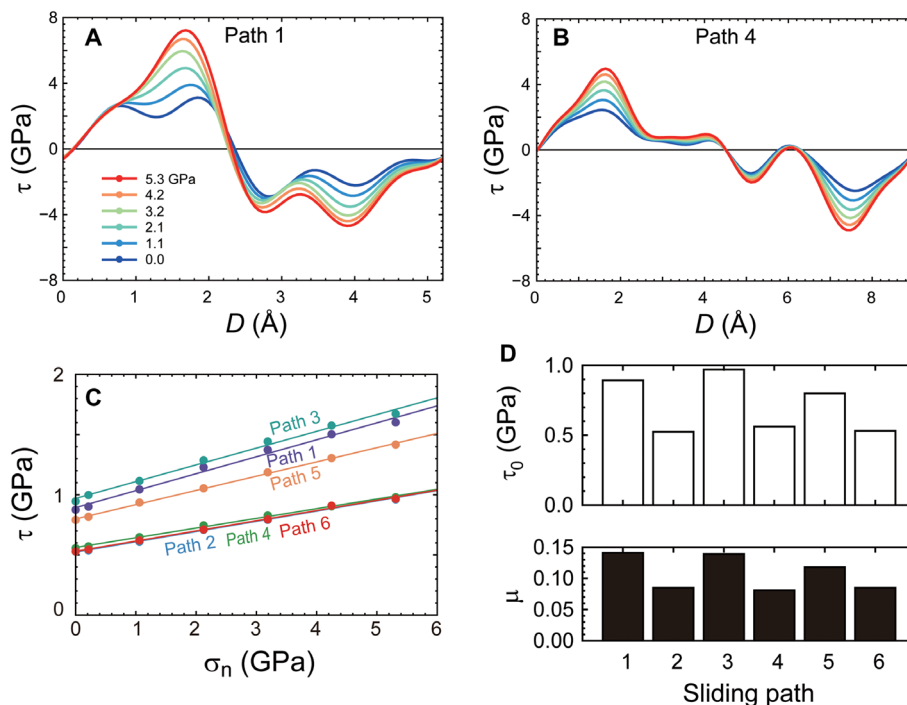 A
Path 1
8
4
0
−4
−8
τ (GPa)
5.3 GPa
4.2
3.2
2.1
1.1
0.0
0
1
2
3
4
5
D (Å)
B
Path 4
8
4
0
−4
−8
τ (GPa)
0
2
4
6
8
D (Å)
C
2
1
0
τ (GPa)
Path 3
Path 1
Path 5
Path 2
Path 4
Path 6
0
1
2
3
4
5
6
σn (GPa)
D
1.0
0.5
0.0
τ0 (GPa)
0.15
0.10
0.05
0.00
μ
1
2
3
4
5
6
Sliding path